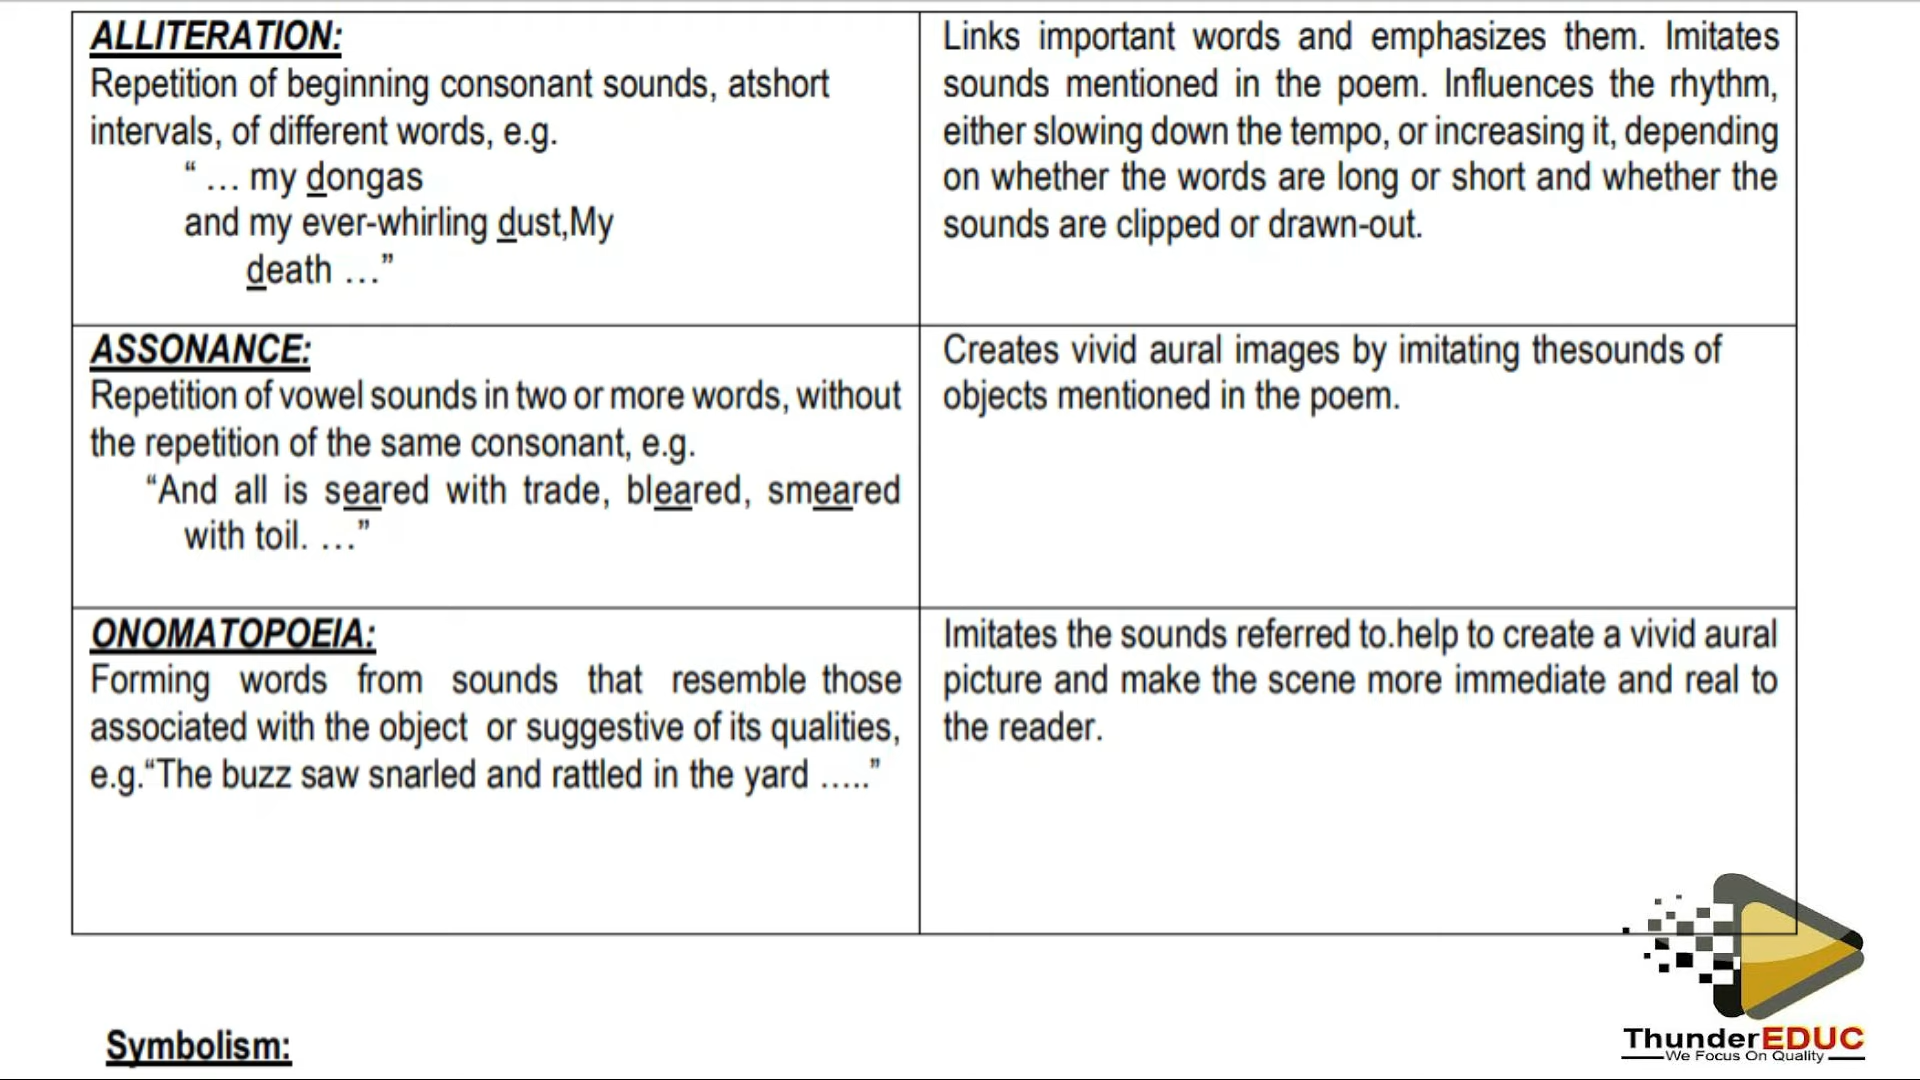 ALLITERATION:
Repetition of beginning consonant sounds, atshort
intervals, of different words, e.g.
“ … my dongas
and my ever-whirling dust,My
death …”
Links important words and emphasizes them. Imitates
sounds mentioned in the poem. Influences the rhythm,
either slowing down the tempo, or increasing it, depending
on whether the words are long or short and whether the
sounds are clipped or drawn-out.
ASSONANCE:
Repetition of vowel sounds in two or more words, without
the repetition of the same consonant, e.g.
“And all is seared with trade, bleared, smeared
with toil. …”
Creates vivid aural images by imitating thesounds of
objects mentioned in the poem.
ONOMATOPOEIA:
Forming words from sounds that resemble those
associated with the object or suggestive of its qualities,
e.g.“The buzz saw snarled and rattled in the yard …..”
Imitates the sounds referred to.help to create a vivid aural
picture and make the scene more immediate and real to
the reader.
Symbolism:
ThunderEDUC
We Focus On Quality